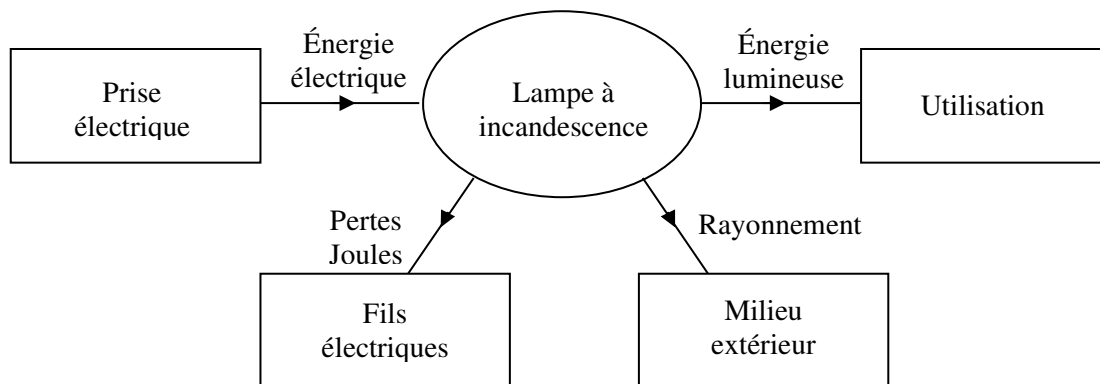 Énergie
électrique
Énergie
lumineuse
Prise
électrique
Lampe à
incandescence
Utilisation
Pertes
Joules
Rayonnement
Fils
électriques
Milieu
extérieur